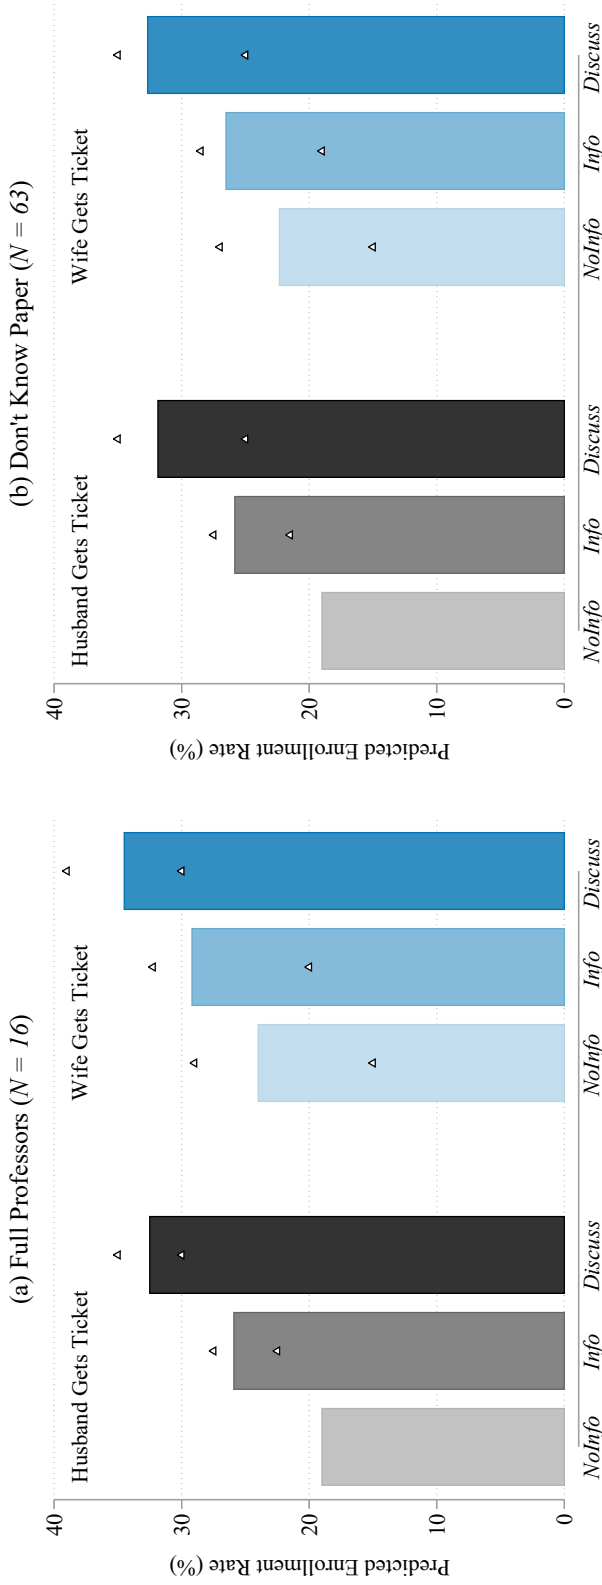 (a) Full Professors (N = 16)
Predicted Enrollment Rate (%)
40
30
20
10
0
Husband Gets Ticket
Wife Gets Ticket
NoInfo
Info
Discuss
NoInfo
Info
Discuss
(b) Don't Know Paper (N = 63)
Predicted Enrollment Rate (%)
40
30
20
10
0
Husband Gets Ticket
Wife Gets Ticket
NoInfo
Info
Discuss
NoInfo
Info
Discuss